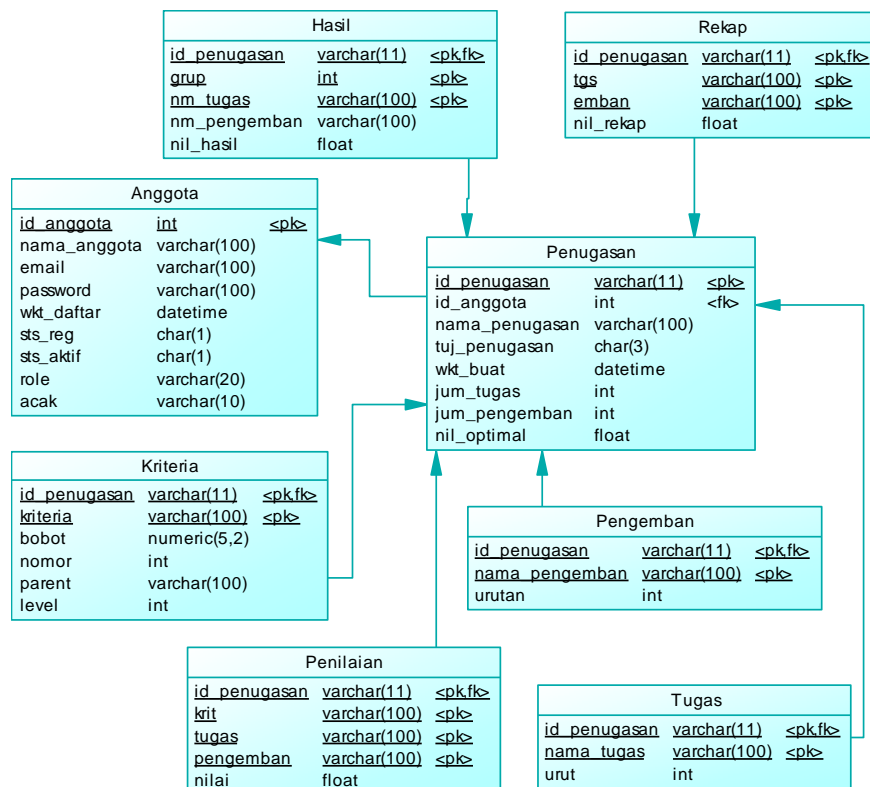 Hasil
id_penugasan varchar(11) <pk,fk>
grup int <pk>
nm_tugas varchar(100) <pk>
nm_pengemban varchar(100)
nil_hasil float
Rekap
id_penugasan varchar(11) <pk,fk>
tgs varchar(100) <pk>
emban varchar(100) <pk>
nil_rekap float
Anggota
id_anggota int <pk>
nama_anggota varchar(100)
email varchar(100)
password varchar(100)
wkt_daftar datetime
sts_reg char(1)
sts_aktif char(1)
role varchar(20)
acak varchar(10)
Penugasan
id_penugasan varchar(11) <pk>
id_anggota int <fk>
nama_penugasan varchar(100)
tuj_penugasan char(3)
wkt_buat datetime
jum_tugas int
jum_pengemban int
nil_optimal float
Kriteria
id_penugasan varchar(11) <pk,fk>
kriteria varchar(100) <pk>
bobot numeric(5,2)
nomor int
parent varchar(100)
level int
Pengemban
id_penugasan varchar(11) <pk,fk>
nama_pengemban varchar(100) <pk>
urutan int
Penilaian
id_penugasan varchar(11) <pk,fk>
krit varchar(100) <pk>
tugas varchar(100) <pk>
pengemban varchar(100) <pk>
nilai float
Tugas
id_penugasan varchar(11) <pk,fk>
nama_tugas varchar(100) <pk>
urut int